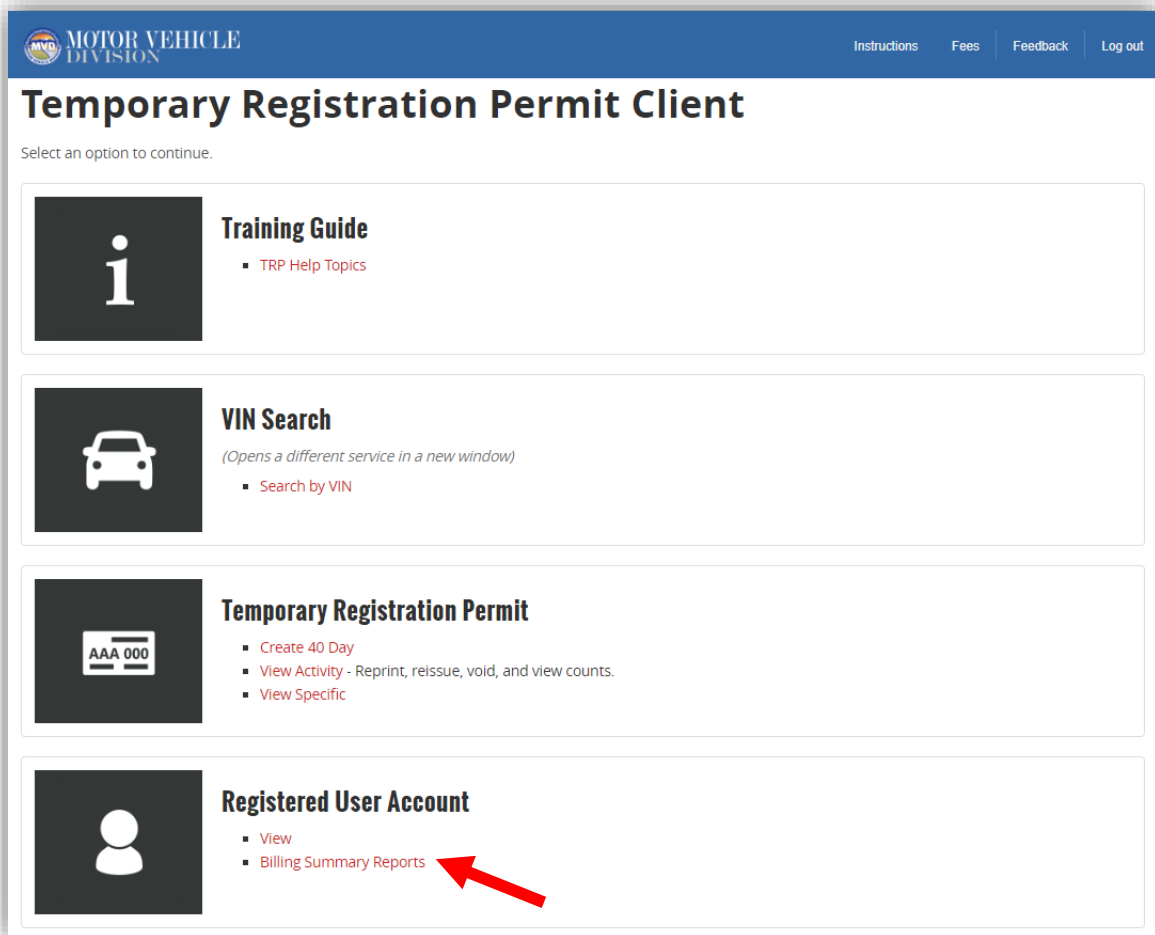 MVD
MOTOR VEHICLE
DIVISION
Instructions Fees Feedback Log out
Temporary Registration Permit Client
Select an option to continue.
Training Guide
TRP Help Topics
VIN Search
(Opens a different service in a new window)
Search by VIN
AAA 000
Temporary Registration Permit
Create 40 Day
View Activity - Reprint, reissue, void, and view counts.
View Specific
Registered User Account
View
Billing Summary Reports